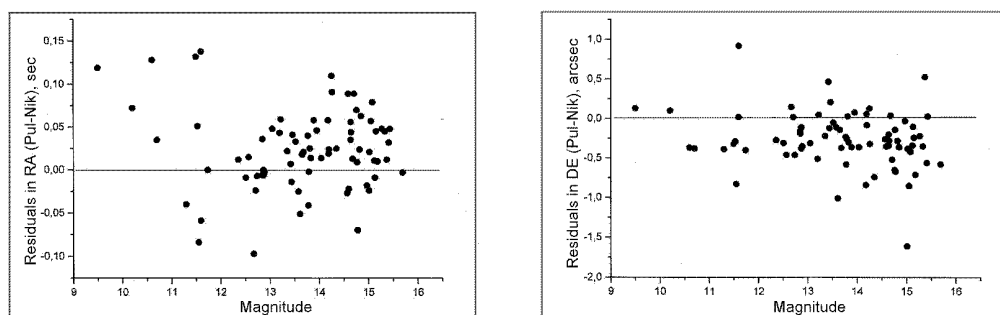 Residuals in RA (Pul-Nik), sec
0,15
0,10
0,05
0,00
-0,05
-0,10
9 10 11 12 13 14 15 16
Magnitude
Residuals in DE (Pul-Nik), arcsec
1,0
0,5
0,0
-0,5
-1,0
-1,5
-2,0
9 10 11 12 13 14 15 16
Magnitude